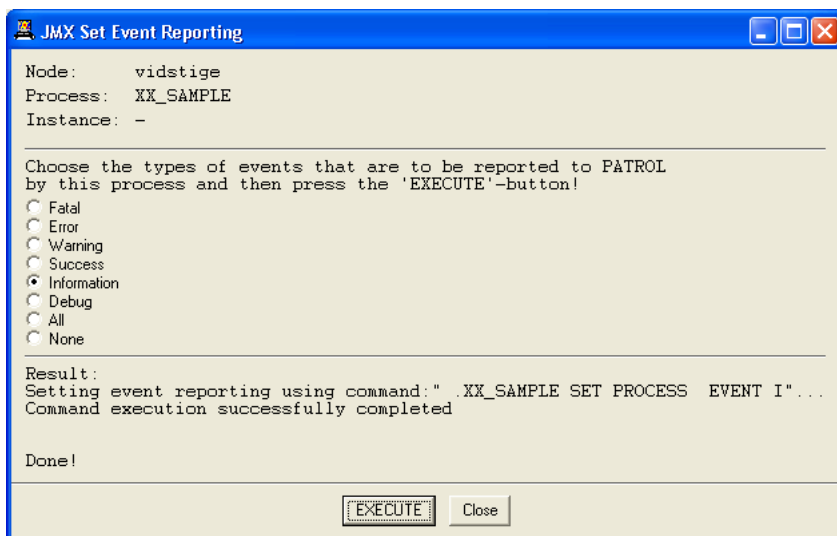 JMX Set Event Reporting
Node: vidstige
Process: XX_SAMPLE
Instance: -
Choose the types of events that are to be reported to PATROL
by this process and then press the 'EXECUTE'-button!
Fatal
Error
Warning
Success
Information
Debug
All
None
Result:
Setting event reporting using command:" .XX_SAMPLE SET PROCESS  EVENT I"...
Command execution successfully completed
Done!
EXECUTE Close